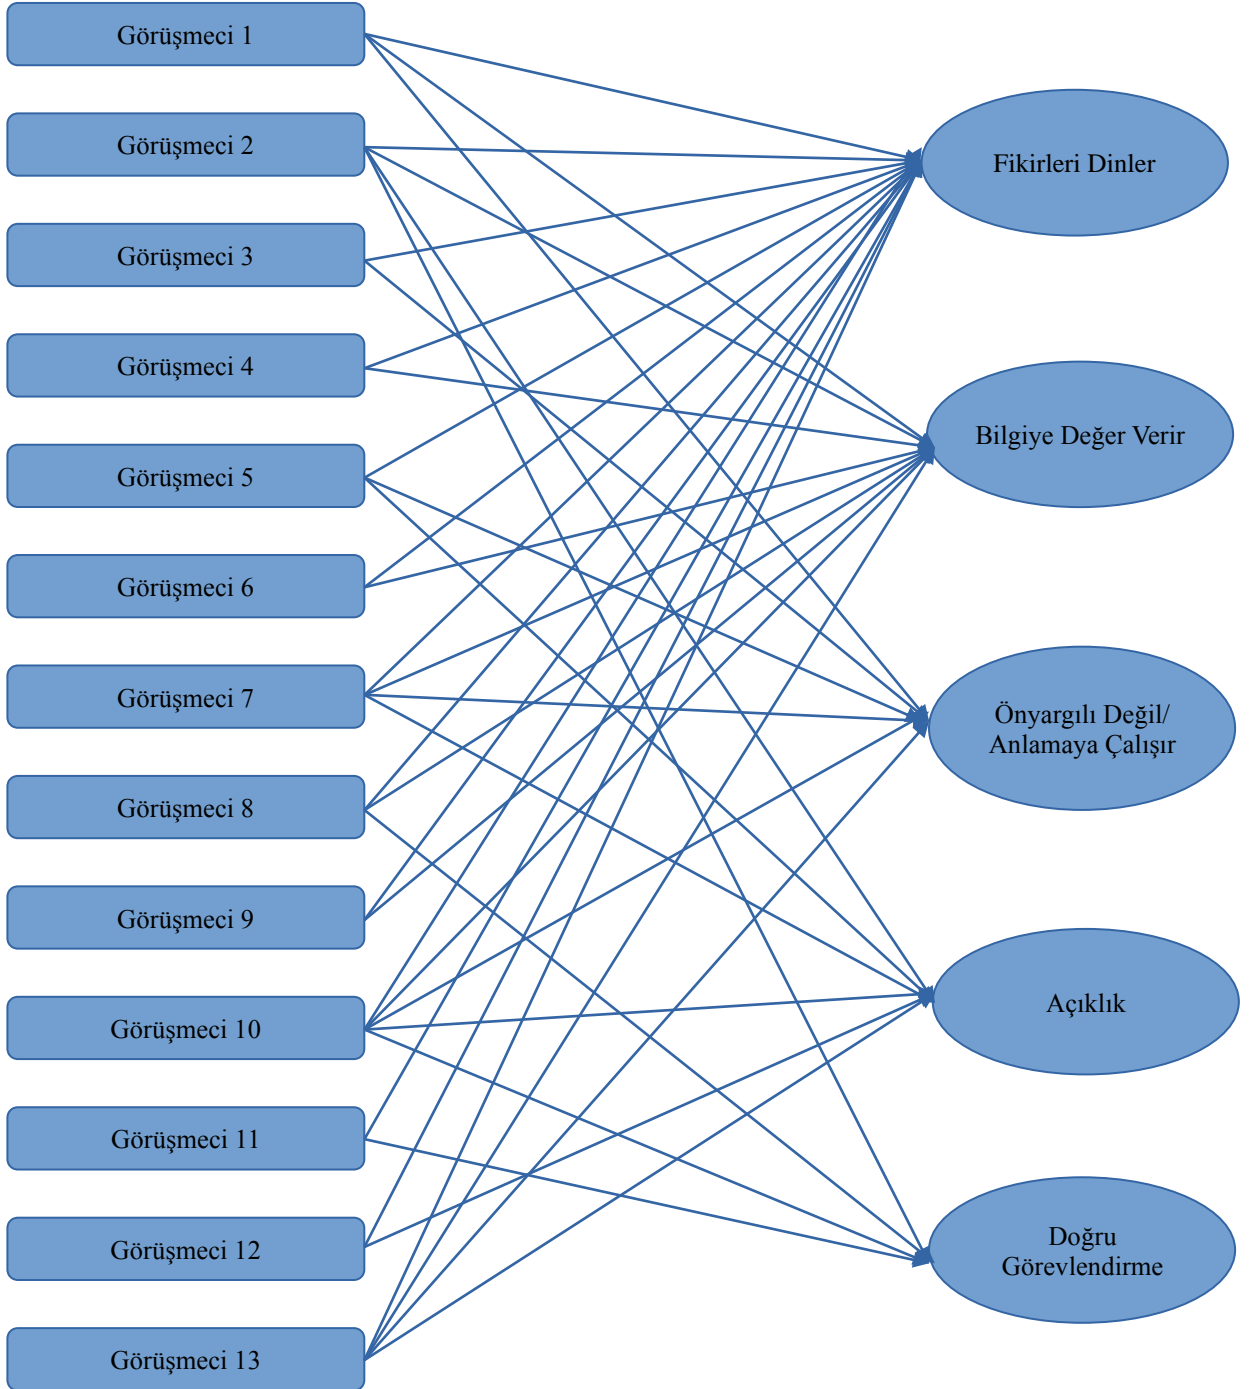 Görüşmeci 1
Görüşmeci 2
Görüşmeci 3
Görüşmeci 4
Görüşmeci 5
Görüşmeci 6
Görüşmeci 7
Görüşmeci 8
Görüşmeci 9
Görüşmeci 10
Görüşmeci 11
Görüşmeci 12
Görüşmeci 13
Fikirleri Dinler
Bilgiye Değer Verir
Önyargılı Değil/
Anlamaya Çalışır
Açıklık
Doğru
Görevlendirme